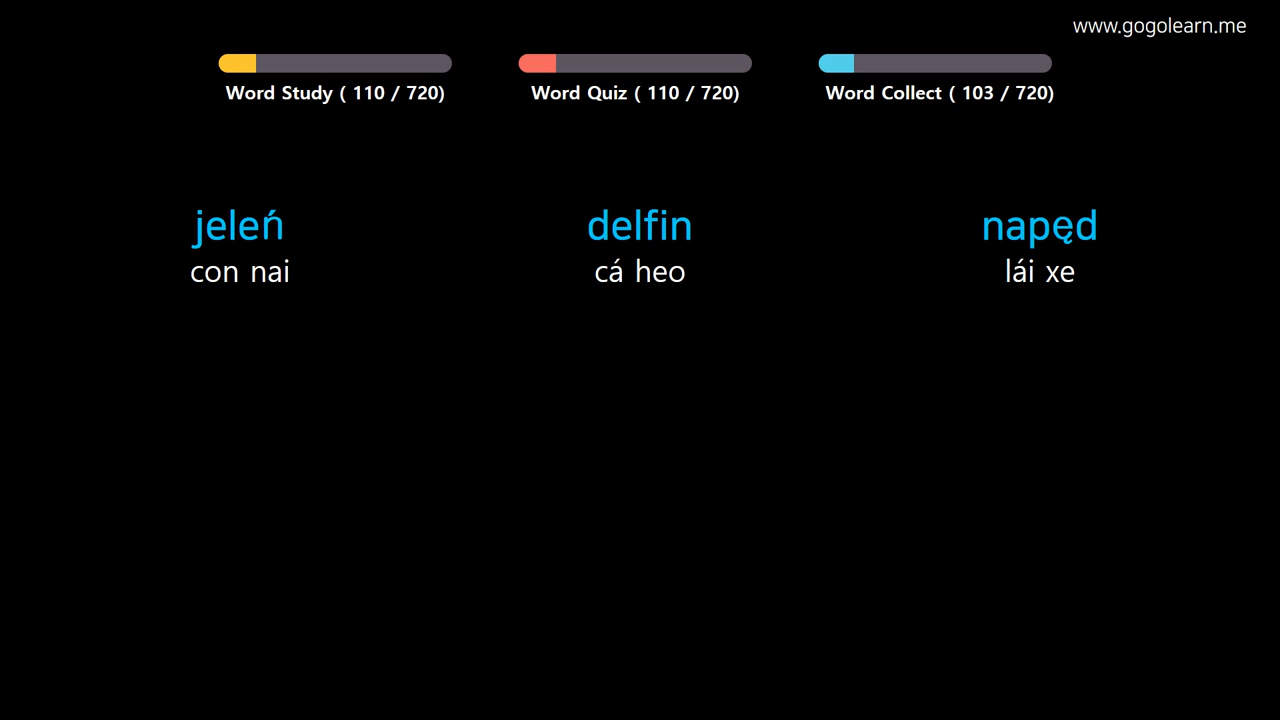 www.gogolearn.me
Word Study ( 110 / 720)
Word Quiz ( 110 / 720)
Word Collect ( 103 / 720)
jeleń
con nai
delfin
cá heo
napęd
lái xe